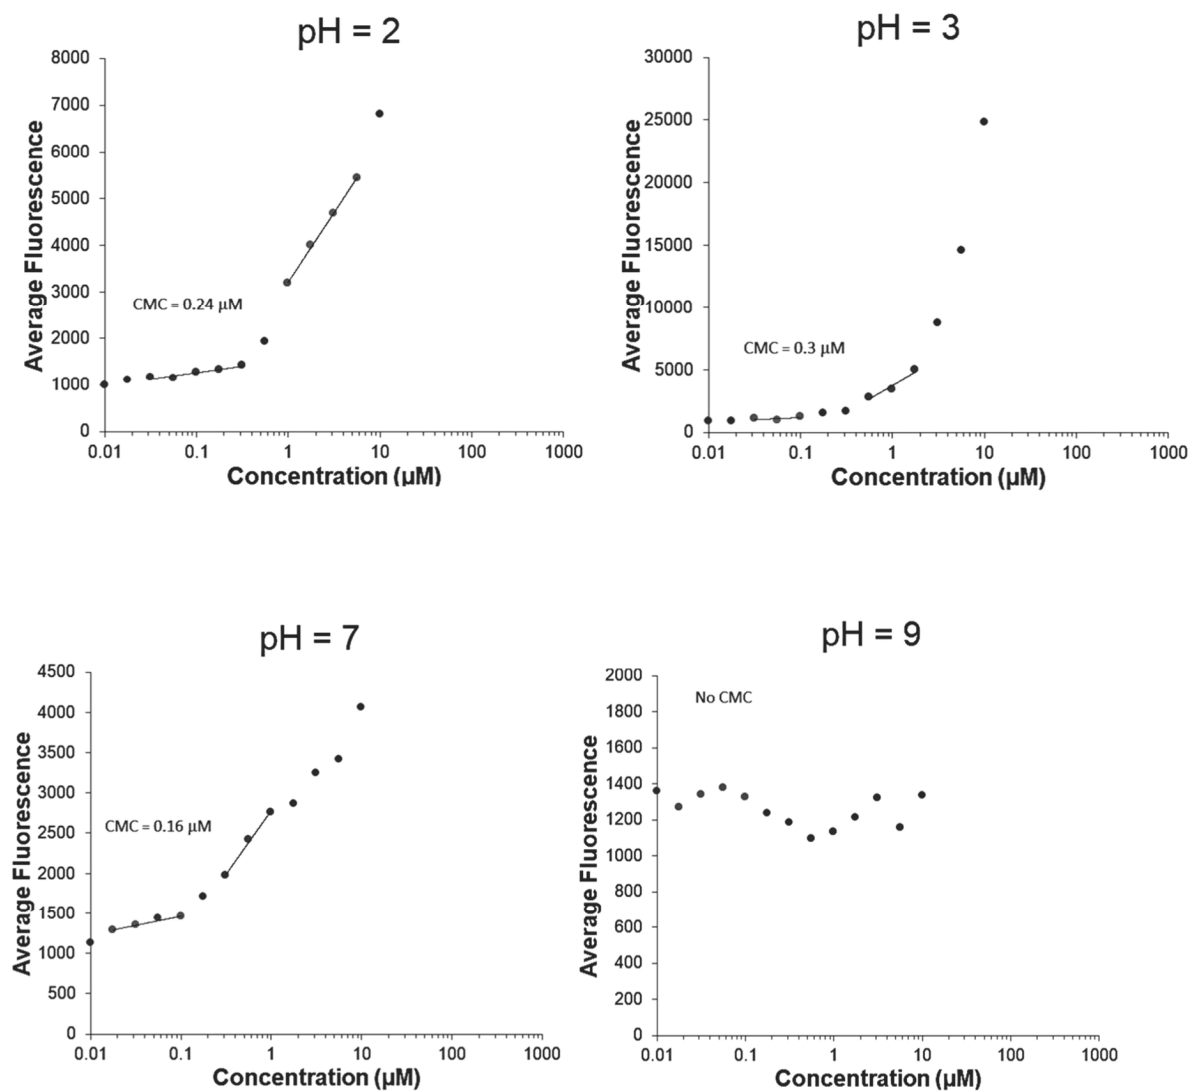 pH = 2
8000
7000
6000
5000
4000
3000
2000
1000
0
Average Fluorescence
CMC = 0.24 µM
0.01 0.1 1 10 100 1000
Concentration (µM)
pH = 3
30000
25000
20000
15000
10000
5000
0
Average Fluorescence
CMC = 0.3 µM
0.01 0.1 1 10 100 1000
Concentration (µM)
pH = 7
4500
4000
3500
3000
2500
2000
1500
1000
500
0
Average Fluorescence
CMC = 0.16 µM
0.01 0.1 1 10 100 1000
Concentration (µM)
pH = 9
2000
1800
1600
1400
1200
1000
800
600
400
200
0
Average Fluorescence
No CMC
0.01 0.1 1 10 100 1000
Concentration (µM)